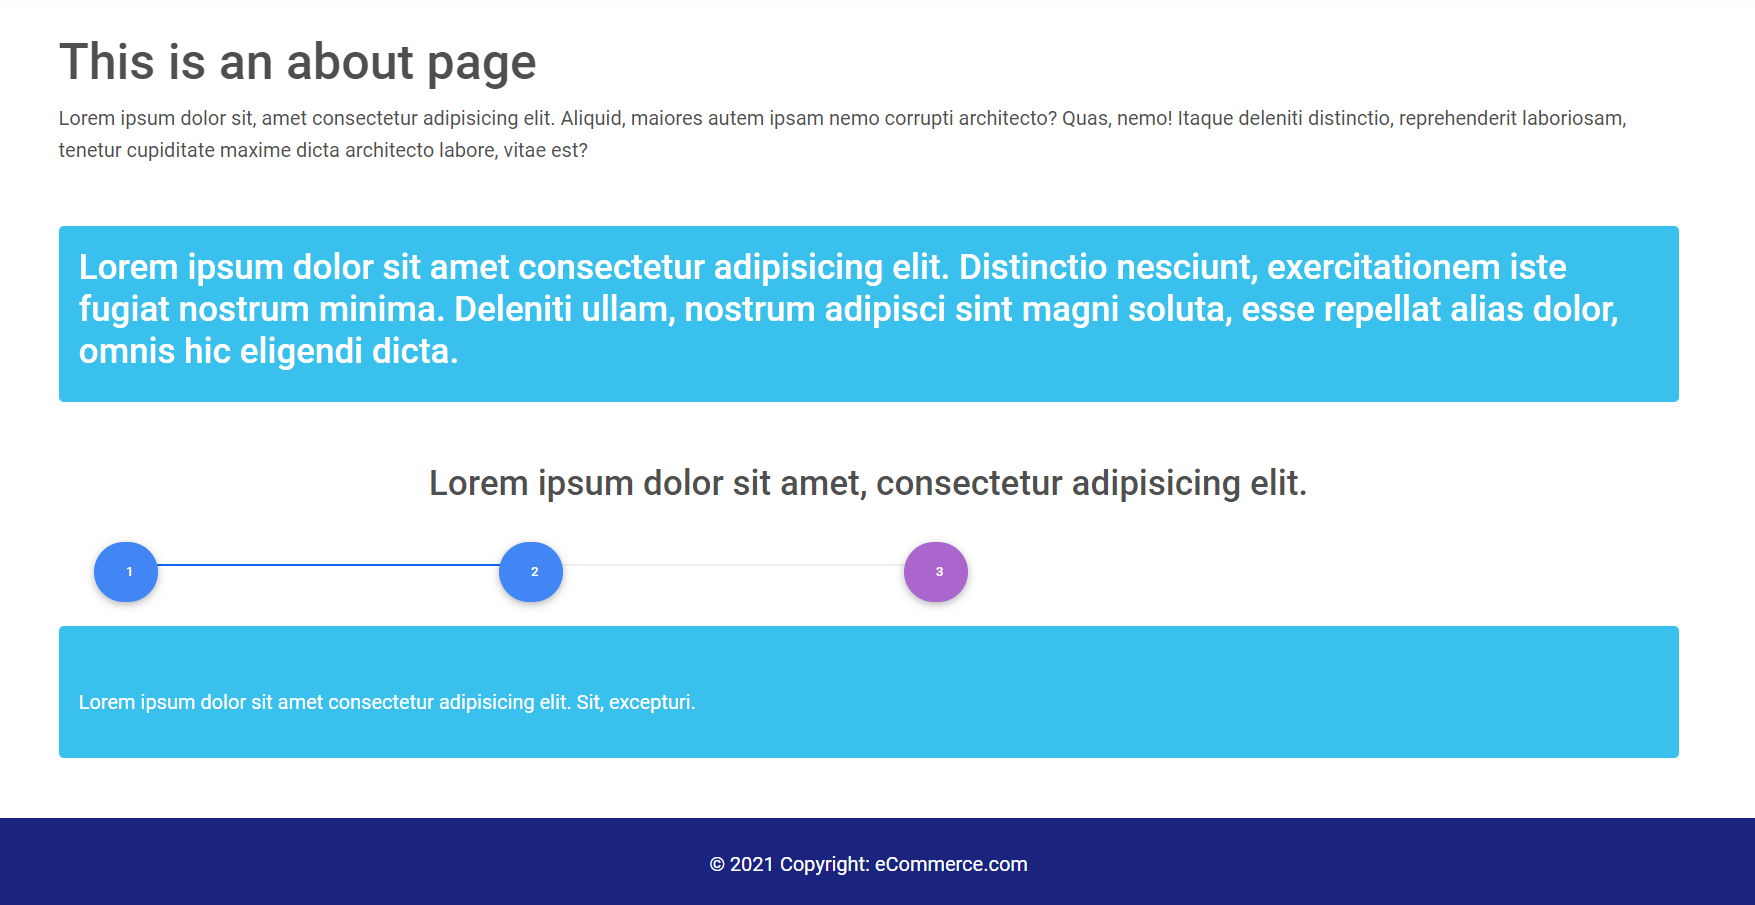 This is an about page
Lorem ipsum dolor sit, amet consectetur adipisicing elit. Aliquid, maiores autem ipsam nemo corrupti architecto? Quas, nemo! Itaque deleniti distinctio, reprehenderit laboriosam,
tenetur cupiditate maxime dicta architecto labore, vitae est?
Lorem ipsum dolor sit amet consectetur adipisicing elit. Distinctio nesciunt, exercitationem iste
fugiat nostrum minima. Deleniti ullam, nostrum adipisci sint magni soluta, esse repellat alias dolor,
omnis hic eligendi dicta.
Lorem ipsum dolor sit amet, consectetur adipisicing elit.
1 2 3
Lorem ipsum dolor sit amet consectetur adipisicing elit. Sit, excepturi.
© 2021 Copyright: eCommerce.com